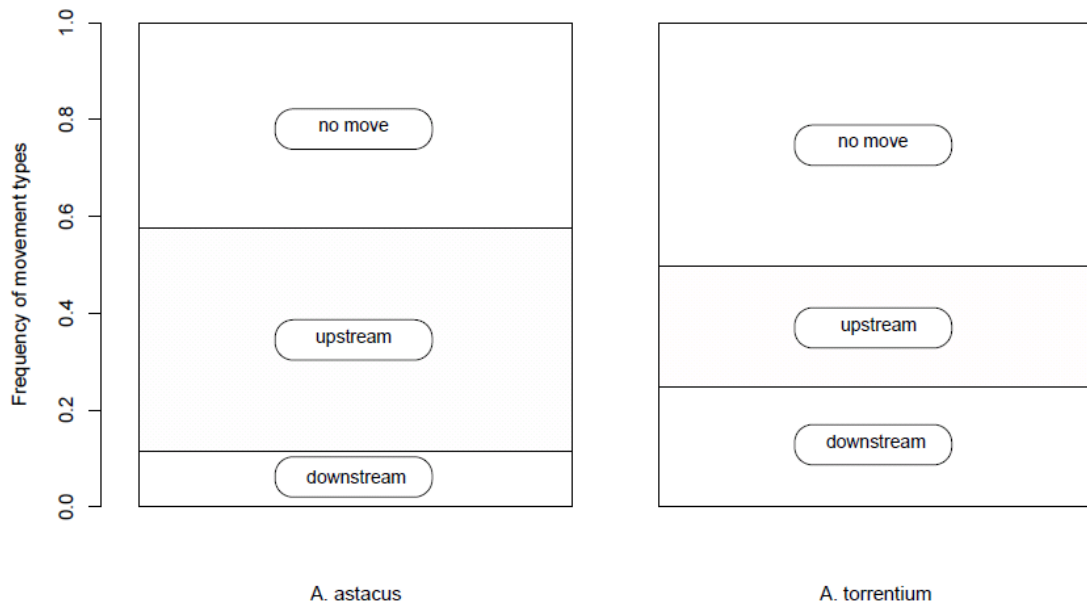 Frequency of movement types
1.0
0.8
0.6
0.4
0.2
0.0
no move
upstream
downstream
no move
upstream
downstream
A. astacus
A. torrentium